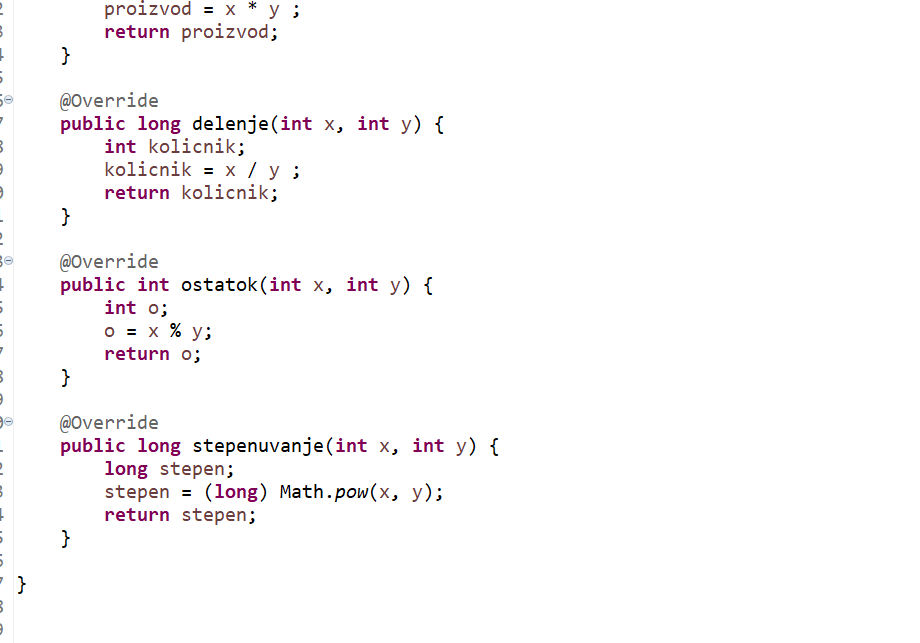 proizvod = x * y ;
return proizvod;
}
@Override
public long delenje(int x, int y) {
int kolicnik;
kolicnik = x / y ;
return kolicnik;
}
@Override
public int ostatok(int x, int y) {
int o;
o = x % y;
return o;
}
@Override
public long stepenuvanje(int x, int y) {
long stepen;
stepen = (long) Math.pow(x, y);
return stepen;
}
}